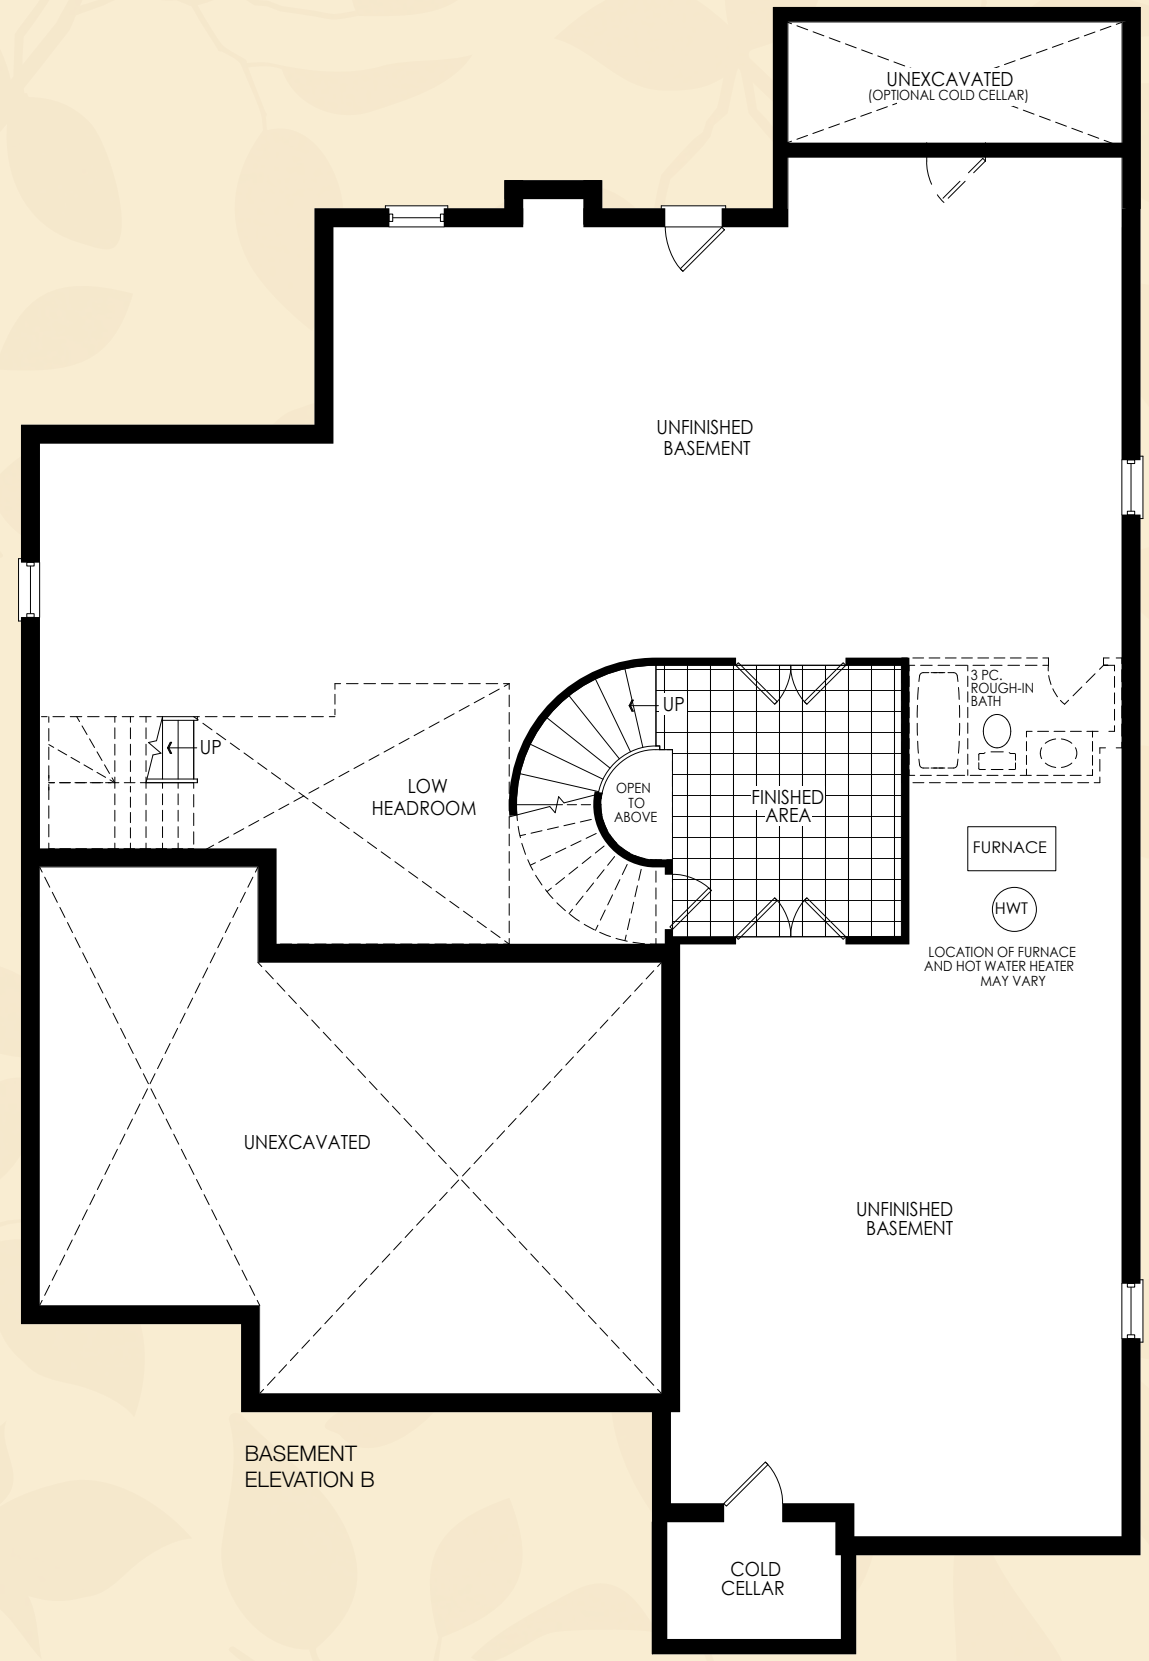 UNEXCAVATED
(OPTIONAL COLD CELLAR)
UNFINISHED
BASEMENT
3 PC.
ROUGH-IN
BATH
UP
UP
LOW
HEADROOM
OPEN
TO
ABOVE
FINISHED
AREA
FURNACE
HWT
LOCATION OF FURNACE
AND HOT WATER HEATER
MAY VARY
UNEXCAVATED
UNFINISHED
BASEMENT
BASEMENT
ELEVATION B
COLD
CELLAR